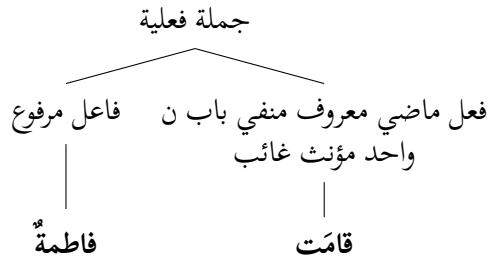 جملة فعلية
فعل ماضي معروف منفي باب ن
واحد مؤنث غائب
فاعل مرفوع
قامَت
فاطمةٌ